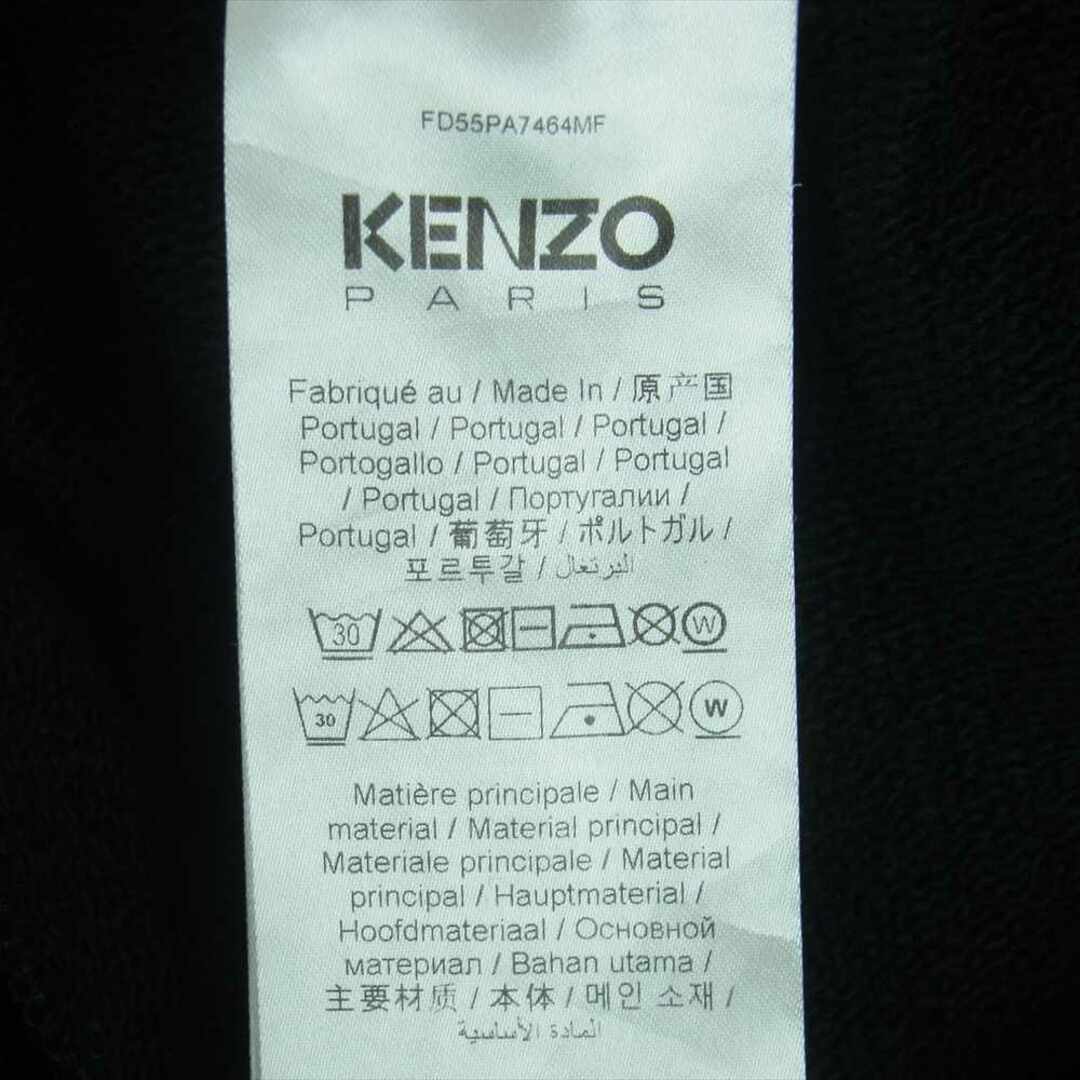 FD55PA7464MF
KENZO
PARIS
Fabriqué au / Made In / 原产国
Portugal / Portugal / Portugal /
Portogallo / Portugal / Portugal
/ Portugal / Португалии /
Portugal / 葡萄牙 / ポルトガル /
포르투갈 / البرتغال
30 W
30 W
Matière principale / Main
material / Material principal /
Materiale principale / Material
principal / Hauptmaterial /
Hoofdmateriaal / Основной
материал / Bahan utama /
主要材质 / 本体 / 메인 소재 /
المادة الأساسية